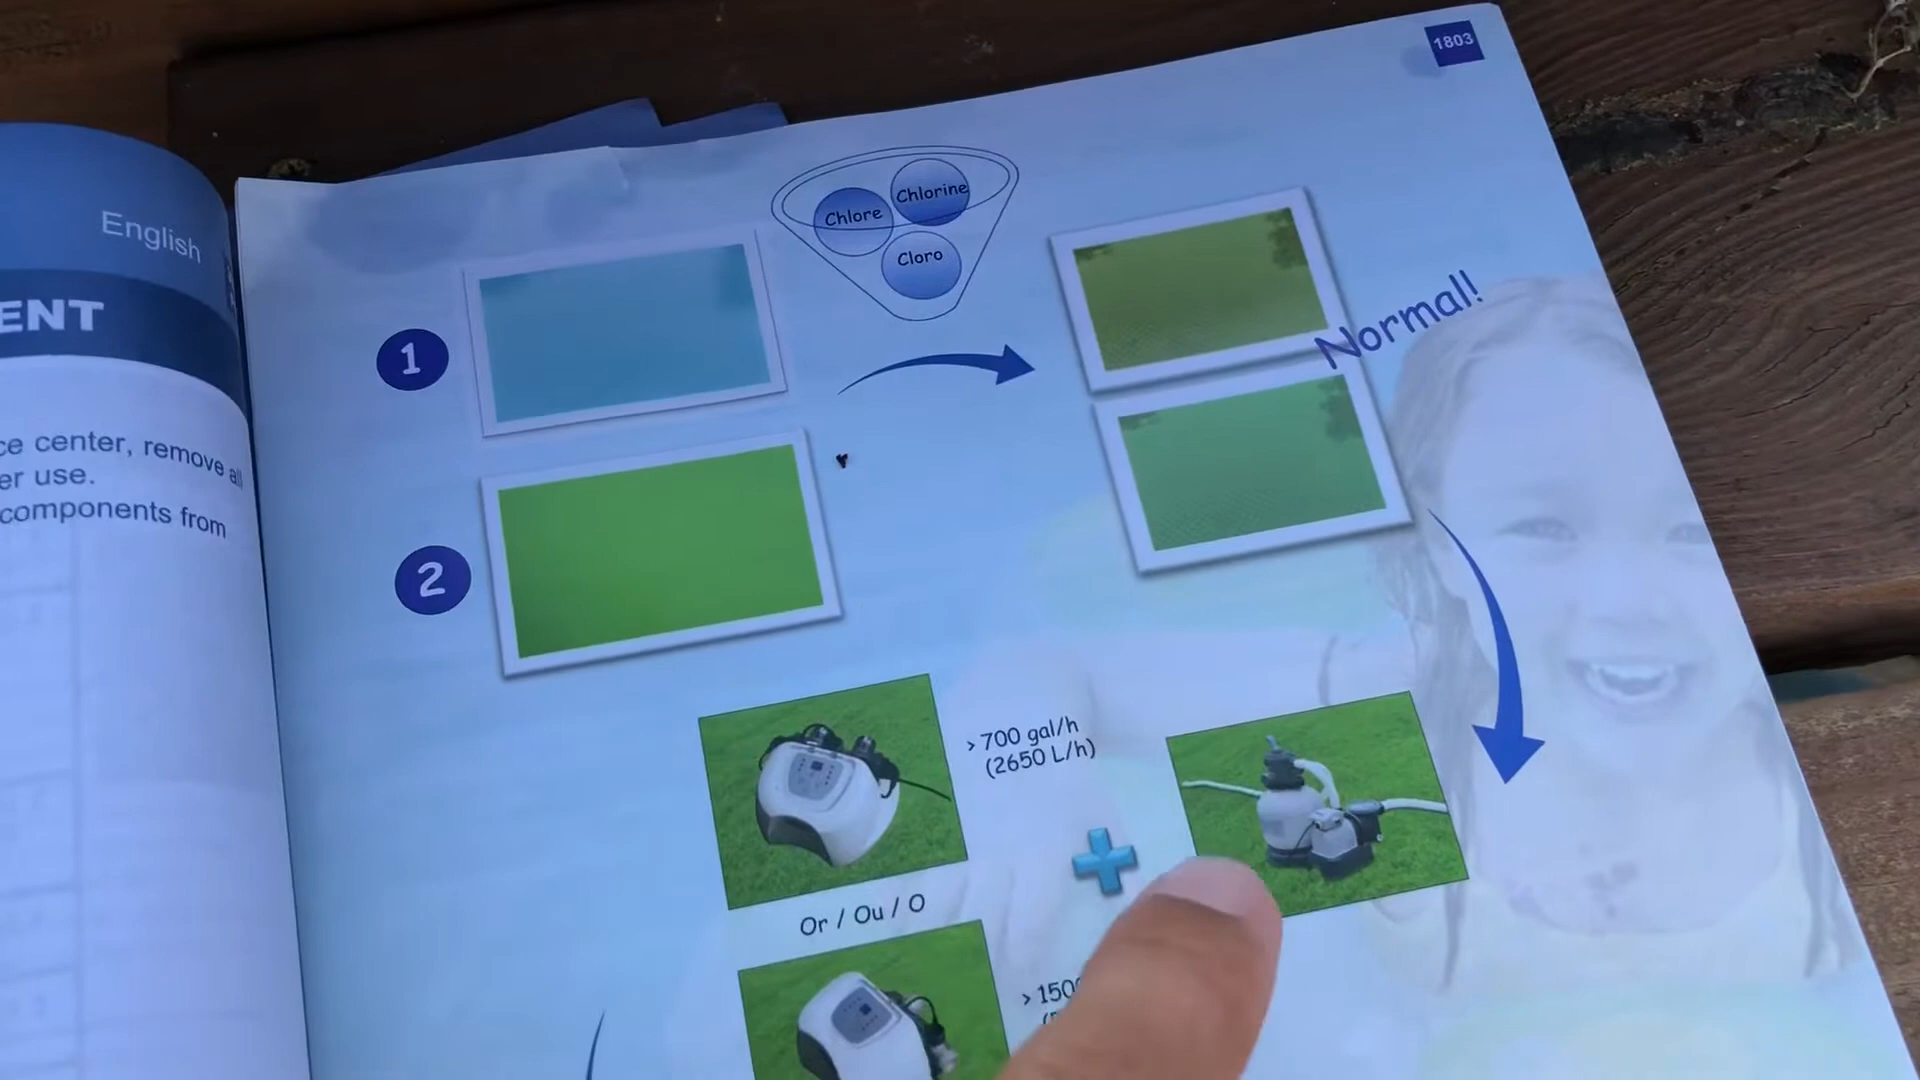 English
ENT
ce center, remove all
er use.
components from
1803
Chlorine
Chlore
Cloro
Normal!
1
2
> 700 gal/h
(2650 L/h)
Or / Ou / O
> 150